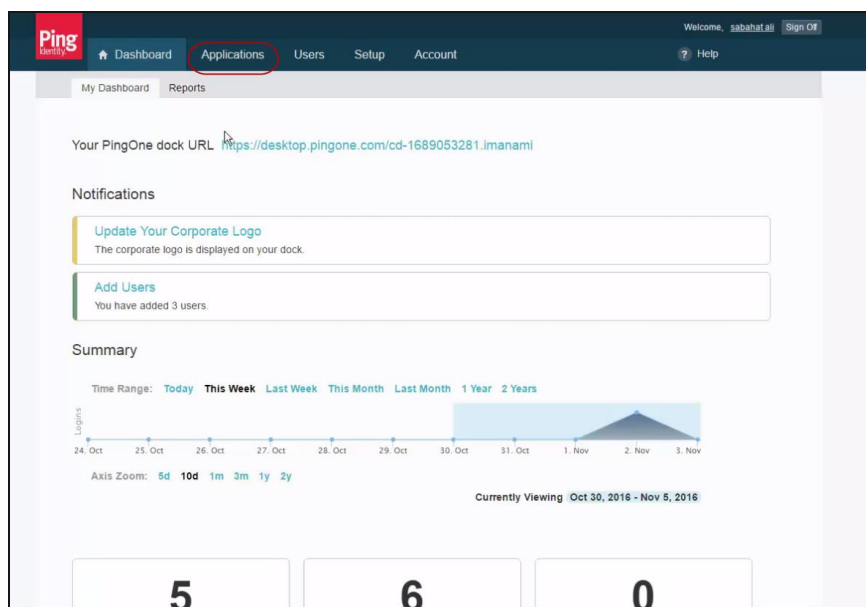 Welcome, sabahat ali Sign Off
Ping
Identity
Dashboard Applications Users Setup Account ? Help
My Dashboard Reports
Your PingOne dock URL https://desktop.pingone.com/cd-1689053281.imanami
Notifications
Update Your Corporate Logo
The corporate logo is displayed on your dock.
Add Users
You have added 3 users.
Summary
Time Range: Today This Week Last Week This Month Last Month 1 Year 2 Years
Logins
24. Oct 25. Oct 26. Oct 27. Oct 28. Oct 29. Oct 30. Oct 31. Oct 1. Nov 2. Nov 3. Nov
Axis Zoom: 5d 10d 1m 3m 1y 2y
Currently Viewing Oct 30, 2016 - Nov 5, 2016
5 6 0